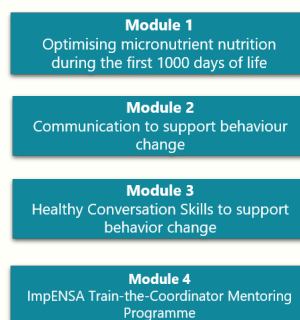 Module 1
Optimising micronutrient nutrition
during the first 1000 days of life
Module 2
Communication to support behaviour
change
Module 3
Healthy Conversation Skills to support
behavior change
Module 4
ImpENSA Train-the-Coordinator Mentoring
Programme